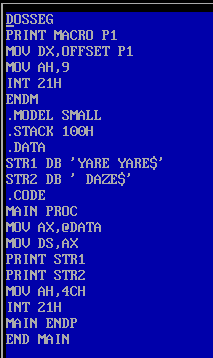 DOSSEG
PRINT MACRO P1
MOV DX,OFFSET P1
MOV AH,9
INT 21H
ENDM
.MODEL SMALL
.STACK 100H
.DATA
STR1 DB 'YARE YARE$'
STR2 DB ' DAZE$'
.CODE
MAIN PROC
MOV AX,@DATA
MOV DS,AX
PRINT STR1
PRINT STR2
MOV AH,4CH
INT 21H
MAIN ENDP
END MAIN